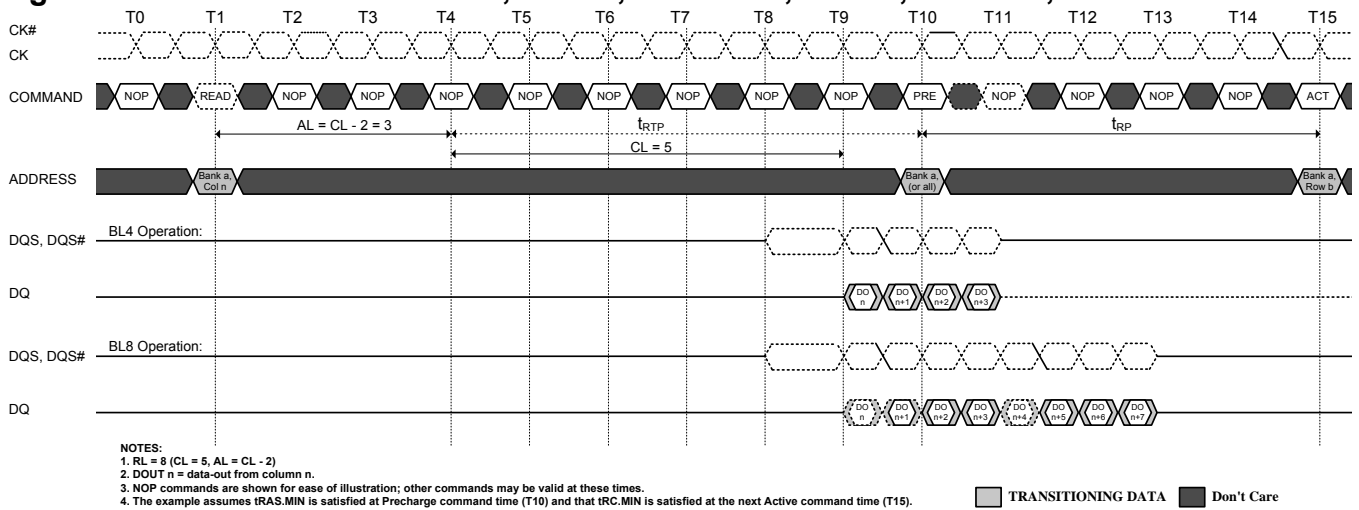 T0 T1 T2 T3 T4 T5 T6 T7 T8 T9 T10 T11 T12 T13 T14 T15
CK#
CK
COMMAND NOP READ NOP NOP NOP NOP NOP NOP NOP NOP PRE NOP NOP NOP NOP ACT
AL = CL - 2 = 3 tRTP tRP
CL = 5
ADDRESS Bank a, Col n Bank a, (or all) Bank a, Row b
BL4 Operation:
DQS, DQS#
DQ DO n DO n+1 DO n+2 DO n+3
BL8 Operation:
DQS, DQS#
DQ DO n DO n+1 DO n+2 DO n+3 DO n+4 DO n+5 DO n+6 DO n+7
NOTES:
1. RL = 8 (CL = 5, AL = CL - 2)
2. DOUT n = data-out from column n.
3. NOP commands are shown for ease of illustration; other commands may be valid at these times.
4. The example assumes tRAS.MIN is satisfied at Precharge command time (T10) and that tRC.MIN is satisfied at the next Active command time (T15).
TRANSITIONING DATA Don't Care